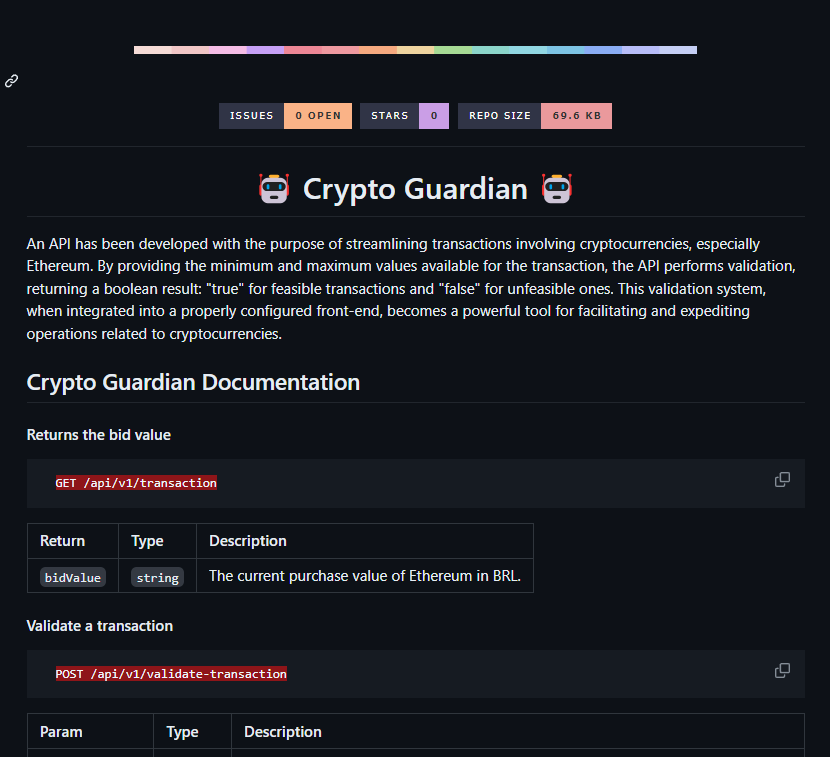 ISSUES 0 OPEN STARS 0 REPO SIZE 69.6 KB
Crypto Guardian
An API has been developed with the purpose of streamlining transactions involving cryptocurrencies, especially
Ethereum. By providing the minimum and maximum values available for the transaction, the API performs validation,
returning a boolean result: "true" for feasible transactions and "false" for unfeasible ones. This validation system,
when integrated into a properly configured front-end, becomes a powerful tool for facilitating and expediting
operations related to cryptocurrencies.
Crypto Guardian Documentation
Returns the bid value
GET /api/v1/transaction
Return Type Description
bidValue string The current purchase value of Ethereum in BRL.
Validate a transaction
POST /api/v1/validate-transaction
Param Type Description